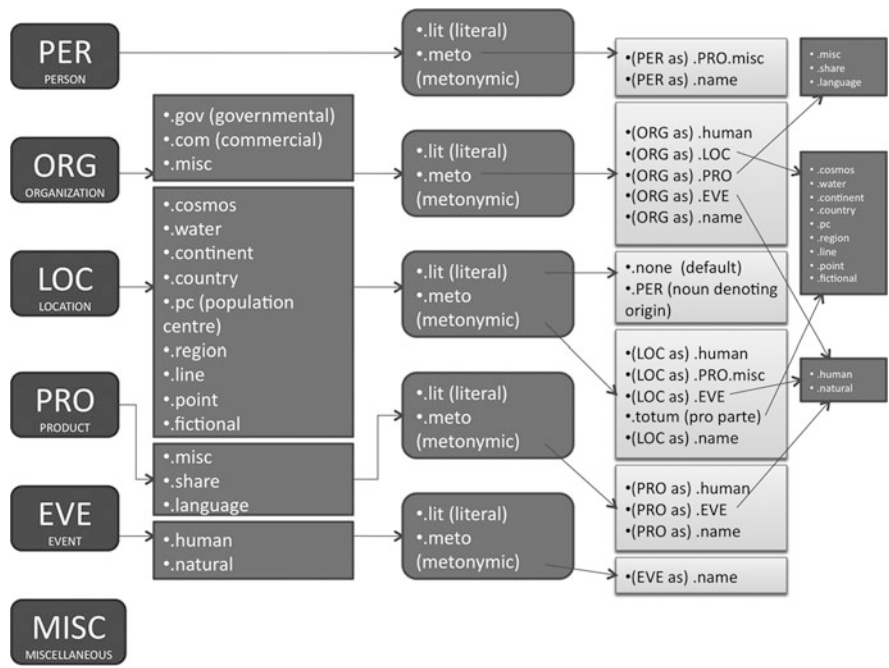 PER
PERSON
ORG
ORGANIZATION
LOC
LOCATION
PRO
PRODUCT
EVE
EVENT
MISC
MISCELLANEOUS
•.gov (governmental)
•.com (commercial)
•.misc
•.cosmos
•.water
•.continent
•.country
•.pc (population
centre)
•.region
•.line
•.point
•.fictional
•.misc
•.share
•.language
•.human
•.natural
•.lit (literal)
•.meto
(metonymic)
•.lit (literal)
•.meto
(metonymic)
•.lit (literal)
•.meto
(metonymic)
•.lit (literal)
•.meto
(metonymic)
•.lit (literal)
•.meto
(metonymic)
•(PER as) .PRO.misc
•(PER as) .name
•(ORG as) .human
•(ORG as) .LOC
•(ORG as) .PRO
•(ORG as) .EVE
•(ORG as) .name
•.none (default)
•.PER (noun denoting
origin)
•(LOC as) .human
•(LOC as) .PRO.misc
•(LOC as) .EVE
•.totum (pro parte)
•(LOC as) .name
•(PRO as) .human
•(PRO as) .EVE
•(PRO as) .name
•(EVE as) .name
• .misc
• .share
• .language
• .cosmos
• .water
• .continent
• .country
• .pc
• .region
• .line
• .point
• .fictional
• .human
• .natural